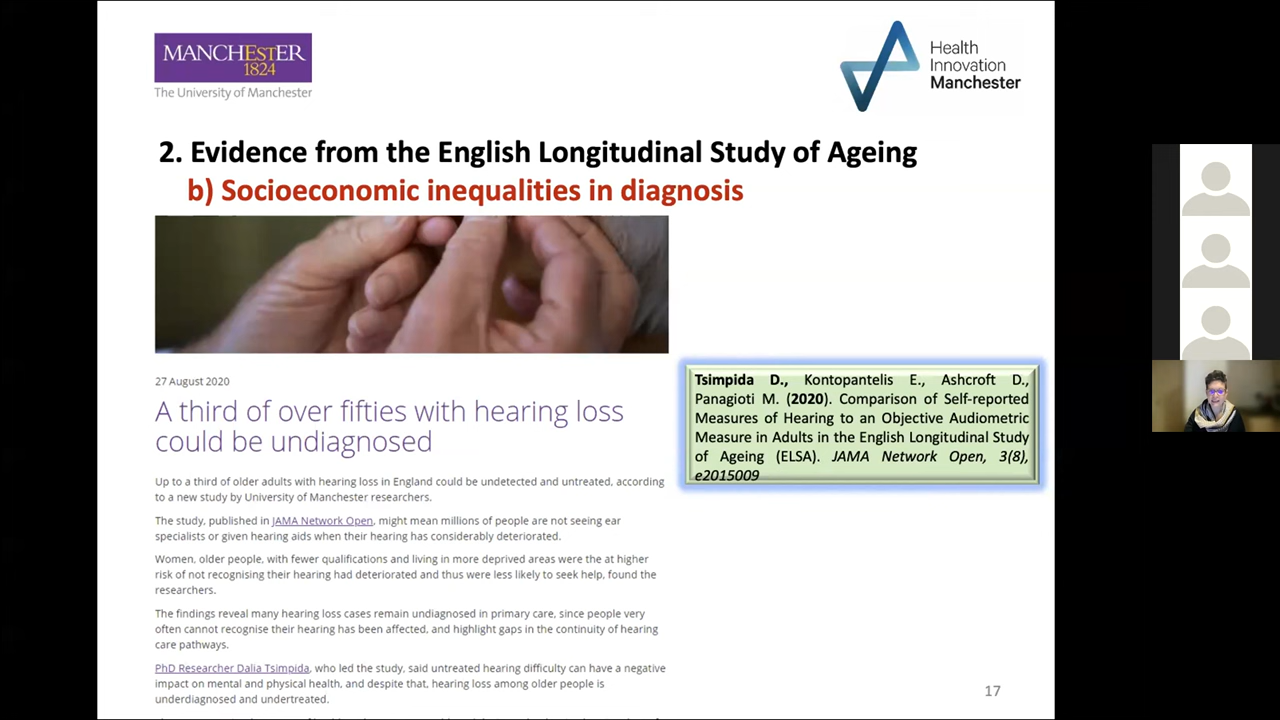 MANCHESTER
1824
The University of Manchester
Health
Innovation
Manchester
2. Evidence from the English Longitudinal Study of Ageing
b) Socioeconomic inequalities in diagnosis
27 August 2020
A third of over fifties with hearing loss
could be undiagnosed
Up to a third of older adults with hearing loss in England could be undetected and untreated, according
to a new study by University of Manchester researchers.
The study, published in JAMA Network Open, might mean millions of people are not seeing ear
specialists or given hearing aids when their hearing has considerably deteriorated.
Women, older people, with fewer qualifications and living in more deprived areas were the at higher
risk of not recognising their hearing had deteriorated and thus were less likely to seek help, found the
researchers.
The findings reveal many hearing loss cases remain undiagnosed in primary care, since people very
often cannot recognise their hearing has been affected, and highlight gaps in the continuity of hearing
care pathways.
PhD Researcher Dalia Tsimpida, who led the study, said untreated hearing difficulty can have a negative
impact on mental and physical health, and despite that, hearing loss among older people is
underdiagnosed and undertreated.
Tsimpida D., Kontopantelis E., Ashcroft D.,
Panagioti M. (2020). Comparison of Self-reported
Measures of Hearing to an Objective Audiometric
Measure in Adults in the English Longitudinal Study
of Ageing (ELSA). JAMA Network Open, 3(8),
e2015009
17